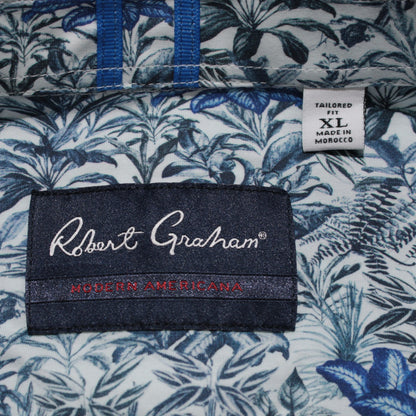 TAILORED
FIT
XL
MADE IN
MOROCCO
Robert Graham®
MODERN AMERICANA